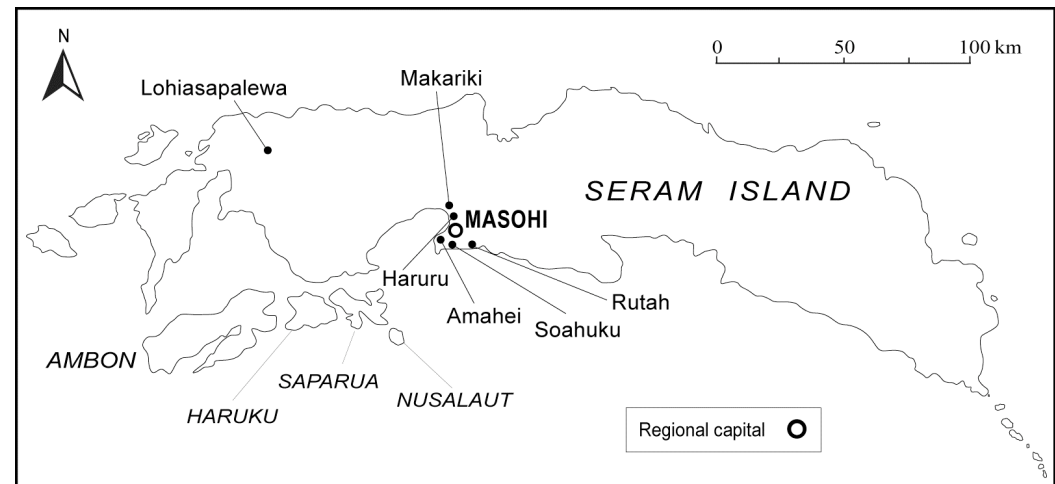 N
0 50 100 km
Makariki
Lohiasapalewa
SERAM ISLAND
MASOHI
Haruru
Rutah
Amahei
Soahuku
AMBON
SAPARUA
NUSALAUT
HARUKU
Regional capital